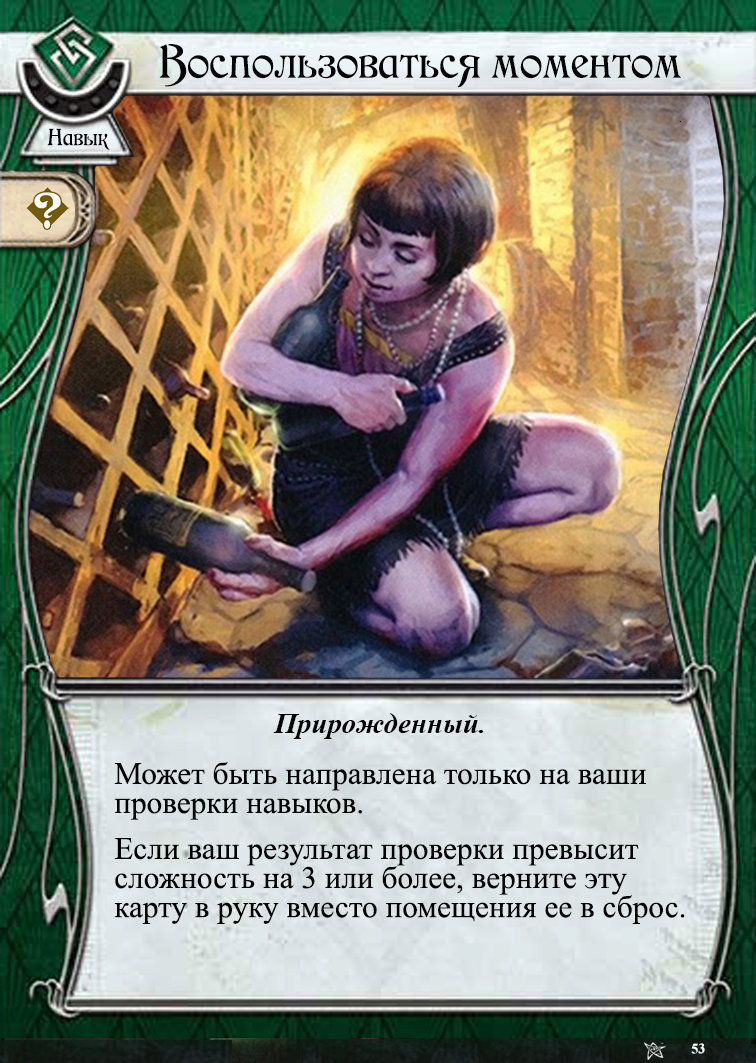 Воспользоваться моментом
Навык
?
Прирожденный.
Может быть направлена только на ваши
проверки навыков.
Если ваш результат проверки превысит
сложность на 3 или более, верните эту
карту в руку вместо помещения ее в сброс.
53